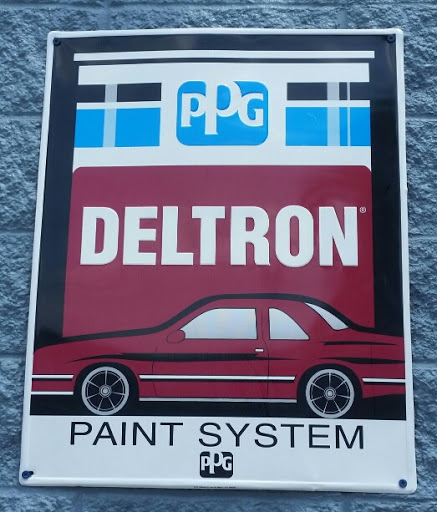 PPG
DELTRON®
PAINT SYSTEM
PPG